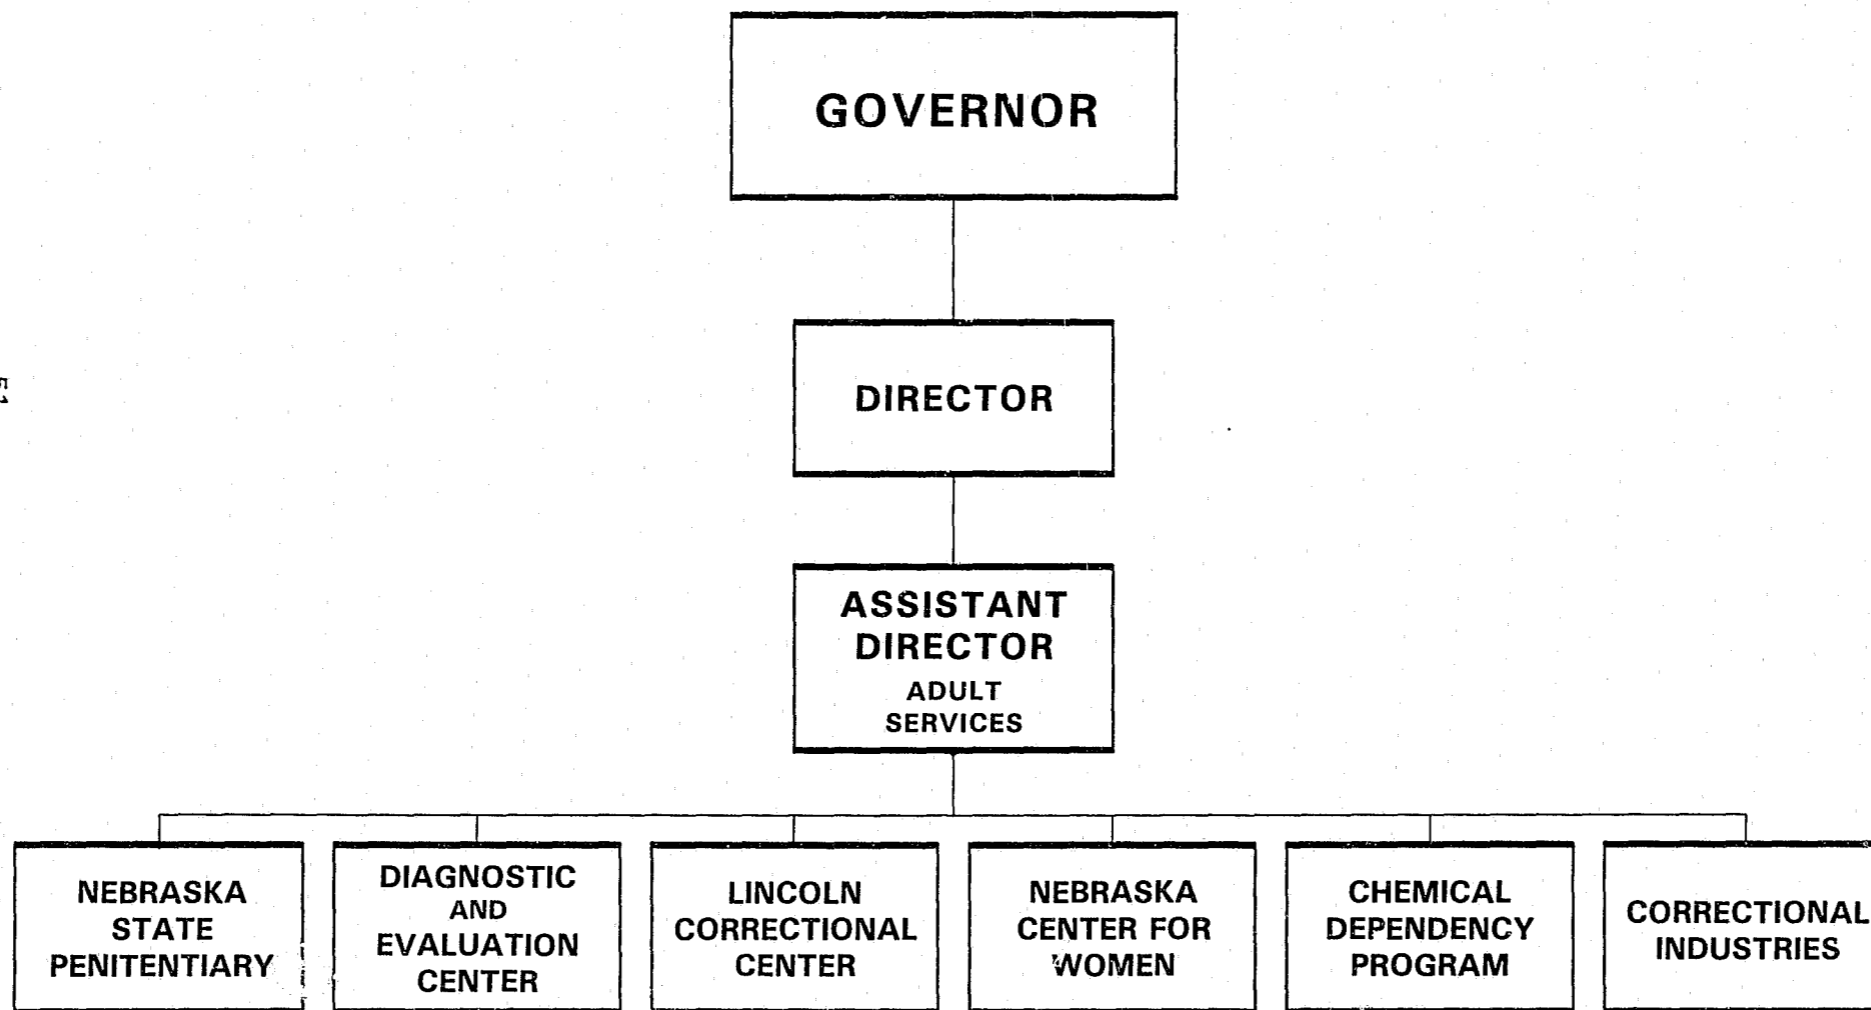 GOVERNOR
DIRECTOR
ASSISTANT
DIRECTOR
ADULT
SERVICES
NEBRASKA
STATE
PENITENTIARY
DIAGNOSTIC
AND
EVALUATION
CENTER
LINCOLN
CORRECTIONAL
CENTER
NEBRASKA
CENTER FOR
WOMEN
CHEMICAL
DEPENDENCY
PROGRAM
CORRECTIONAL
INDUSTRIES